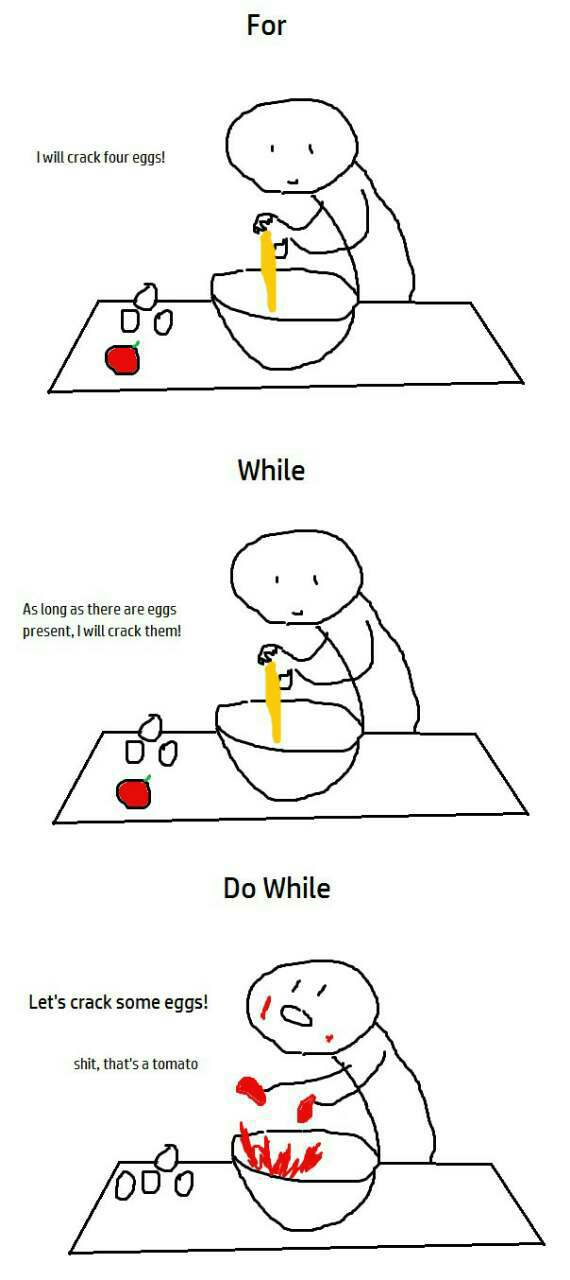 For
I will crack four eggs!
While
As long as there are eggs
present, I will crack them!
Do While
Let's crack some eggs!
shit, that's a tomato